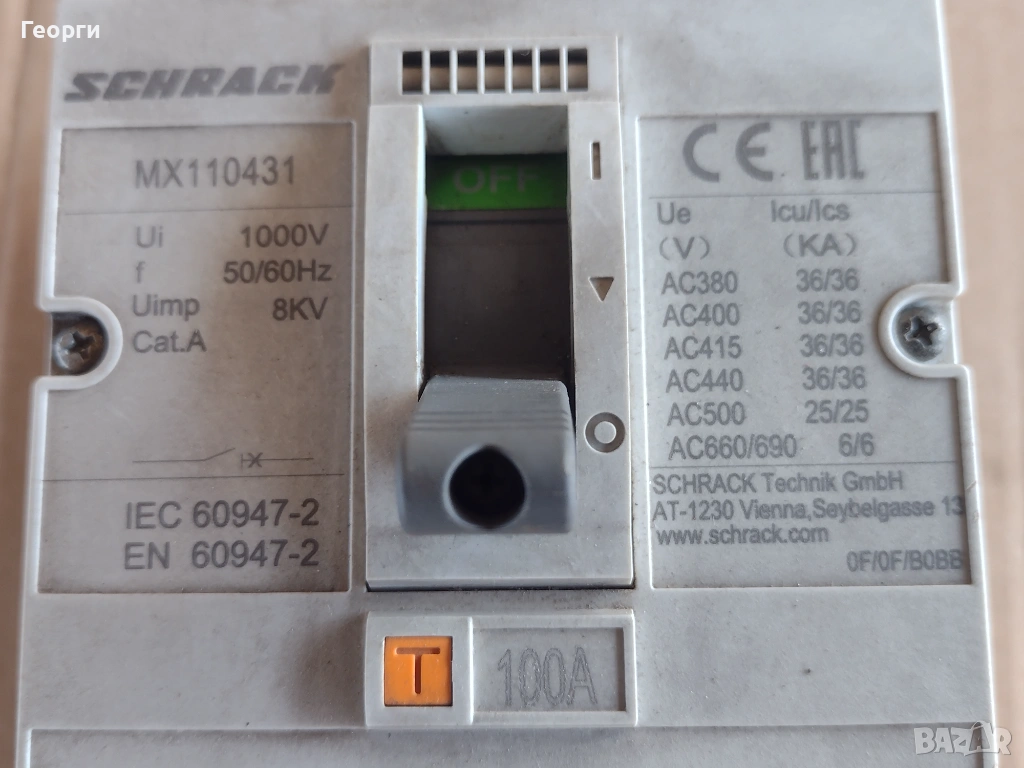 Георги
SCHRACK
MX110431
Ui 1000V
f 50/60Hz
Uimp 8KV
Cat.A
IEC 60947-2
EN 60947-2
OFF
CE EAC
Ue Icu/Ics
(V) (KA)
AC380 36/36
AC400 36/36
AC415 36/36
AC440 36/36
AC500 25/25
AC660/690 6/6
SCHRACK Technik GmbH
AT-1230 Vienna,Seybelgasse 13
www.schrack.com
0F/0F/B0BB
T 100A
BAZAR